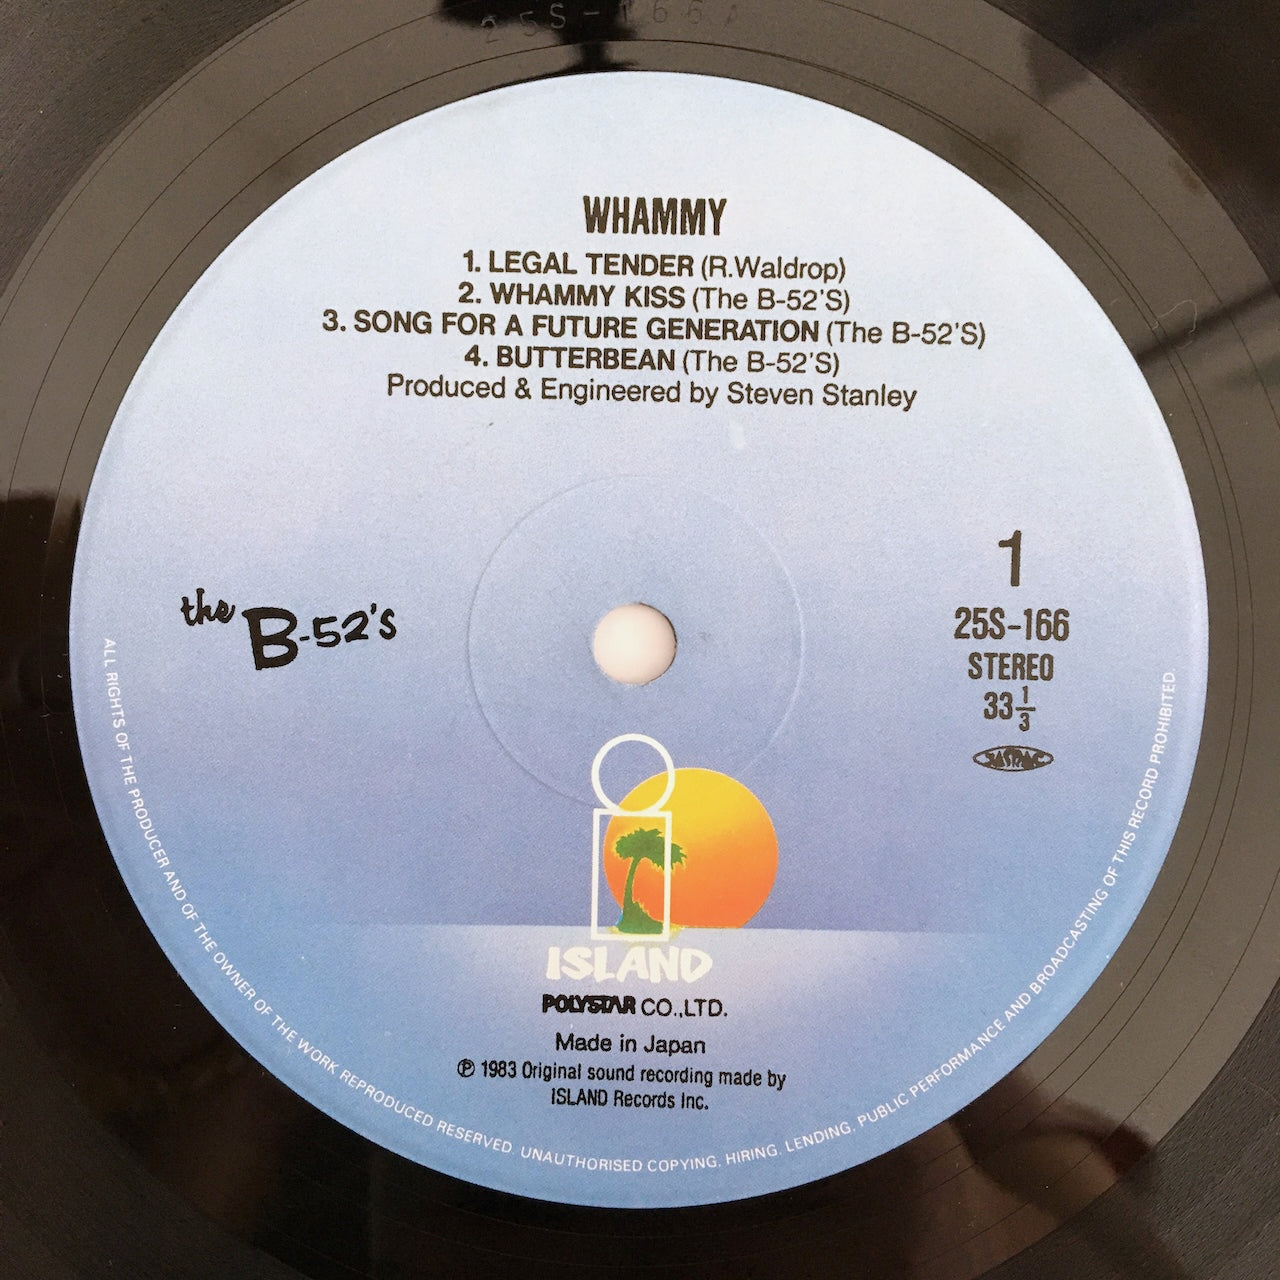 25S-166A
WHAMMY
1. LEGAL TENDER (R.Waldrop)
2. WHAMMY KISS (The B-52'S)
3. SONG FOR A FUTURE GENERATION (The B-52'S)
4. BUTTERBEAN (The B-52'S)
Produced & Engineered by Steven Stanley
the B-52's
1
25S-166
STEREO
33 1/3
JASRAC
ISLAND
POLYSTAR CO.,LTD.
Made in Japan
℗ 1983 Original sound recording made by
ISLAND Records Inc.
ALL RIGHTS OF THE PRODUCER AND OF THE OWNER OF THE WORK REPRODUCED RESERVED. UNAUTHORISED COPYING, HIRING, LENDING, PUBLIC PERFORMANCE AND BROADCASTING OF THIS RECORD PROHIBITED.